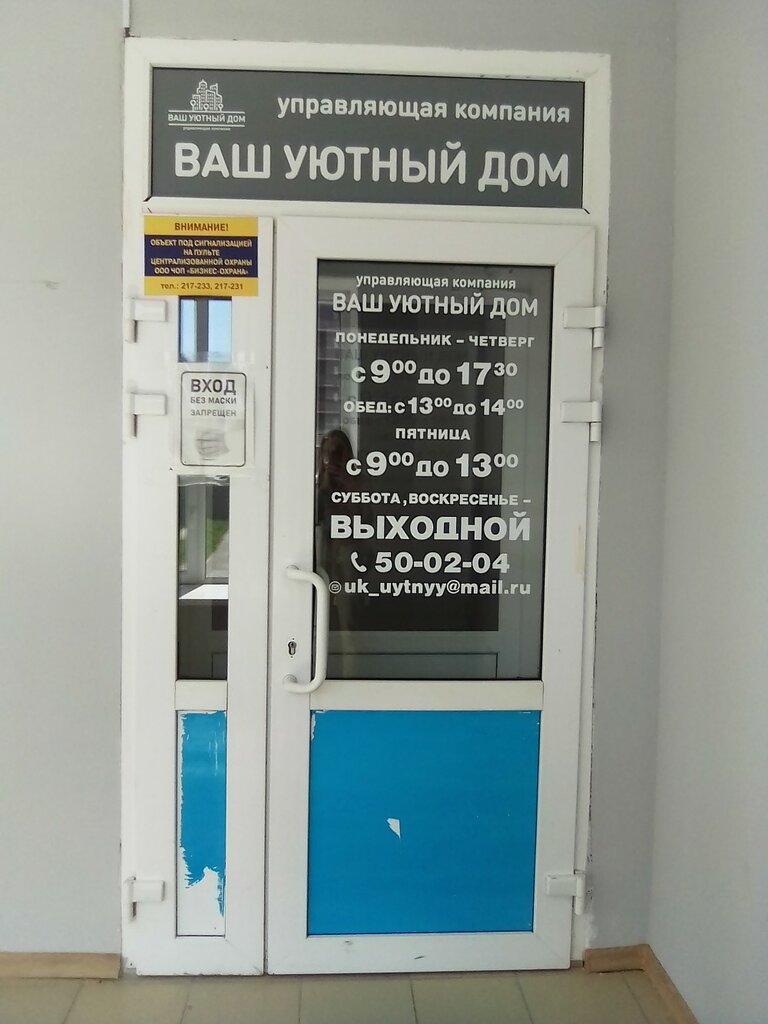 ВАШ УЮТНЫЙ ДОМ
управляющая компания
управляющая компания
ВАШ УЮТНЫЙ ДОМ
ВНИМАНИЕ!
ОБЪЕКТ ПОД СИГНАЛИЗАЦИЕЙ
НА ПУЛЬТЕ
ЦЕНТРАЛИЗОВАННОЙ ОХРАНЫ
ООО ЧОП «БИЗНЕС-ОХРАНА»
тел.: 217-233, 217-231
ВХОД
БЕЗ МАСКИ
ЗАПРЕЩЕН
управляющая компания
ВАШ УЮТНЫЙ ДОМ
ПОНЕДЕЛЬНИК – ЧЕТВЕРГ
С 9⁰⁰ ДО 17³⁰
ОБЕД: С 13⁰⁰ ДО 14⁰⁰
ПЯТНИЦА
С 9⁰⁰ ДО 13⁰⁰
СУББОТА, ВОСКРЕСЕНЬЕ –
ВЫХОДНОЙ
50-02-04
uk_uytnyy@mail.ru